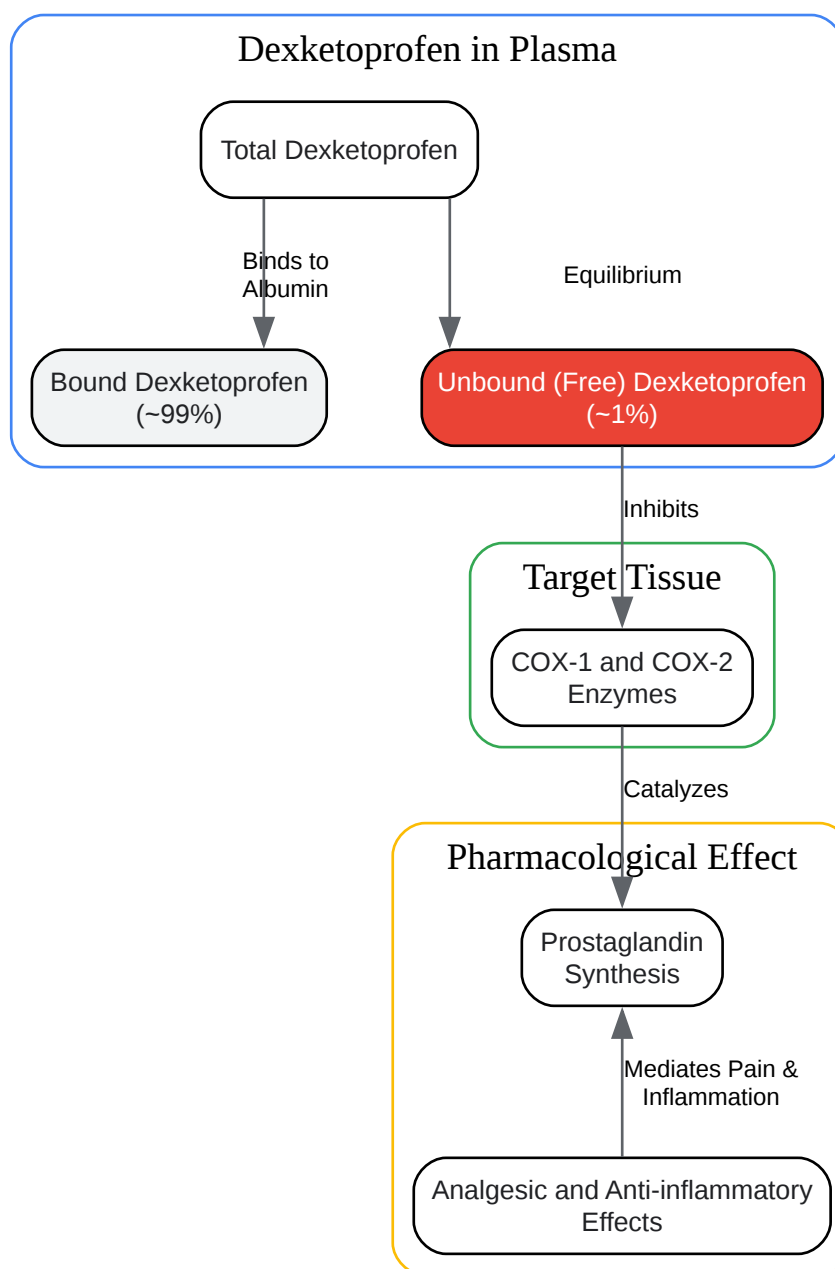 Dexketoprofen in Plasma
Total Dexketoprofen
Binds to
Albumin
Equilibrium
Bound Dexketoprofen
(~99%)
Unbound (Free) Dexketoprofen
(~1%)
Inhibits
Target Tissue
COX-1 and COX-2
Enzymes
Catalyzes
Pharmacological Effect
Prostaglandin
Synthesis
Mediates Pain &
Inflammation
Analgesic and Anti-inflammatory
Effects